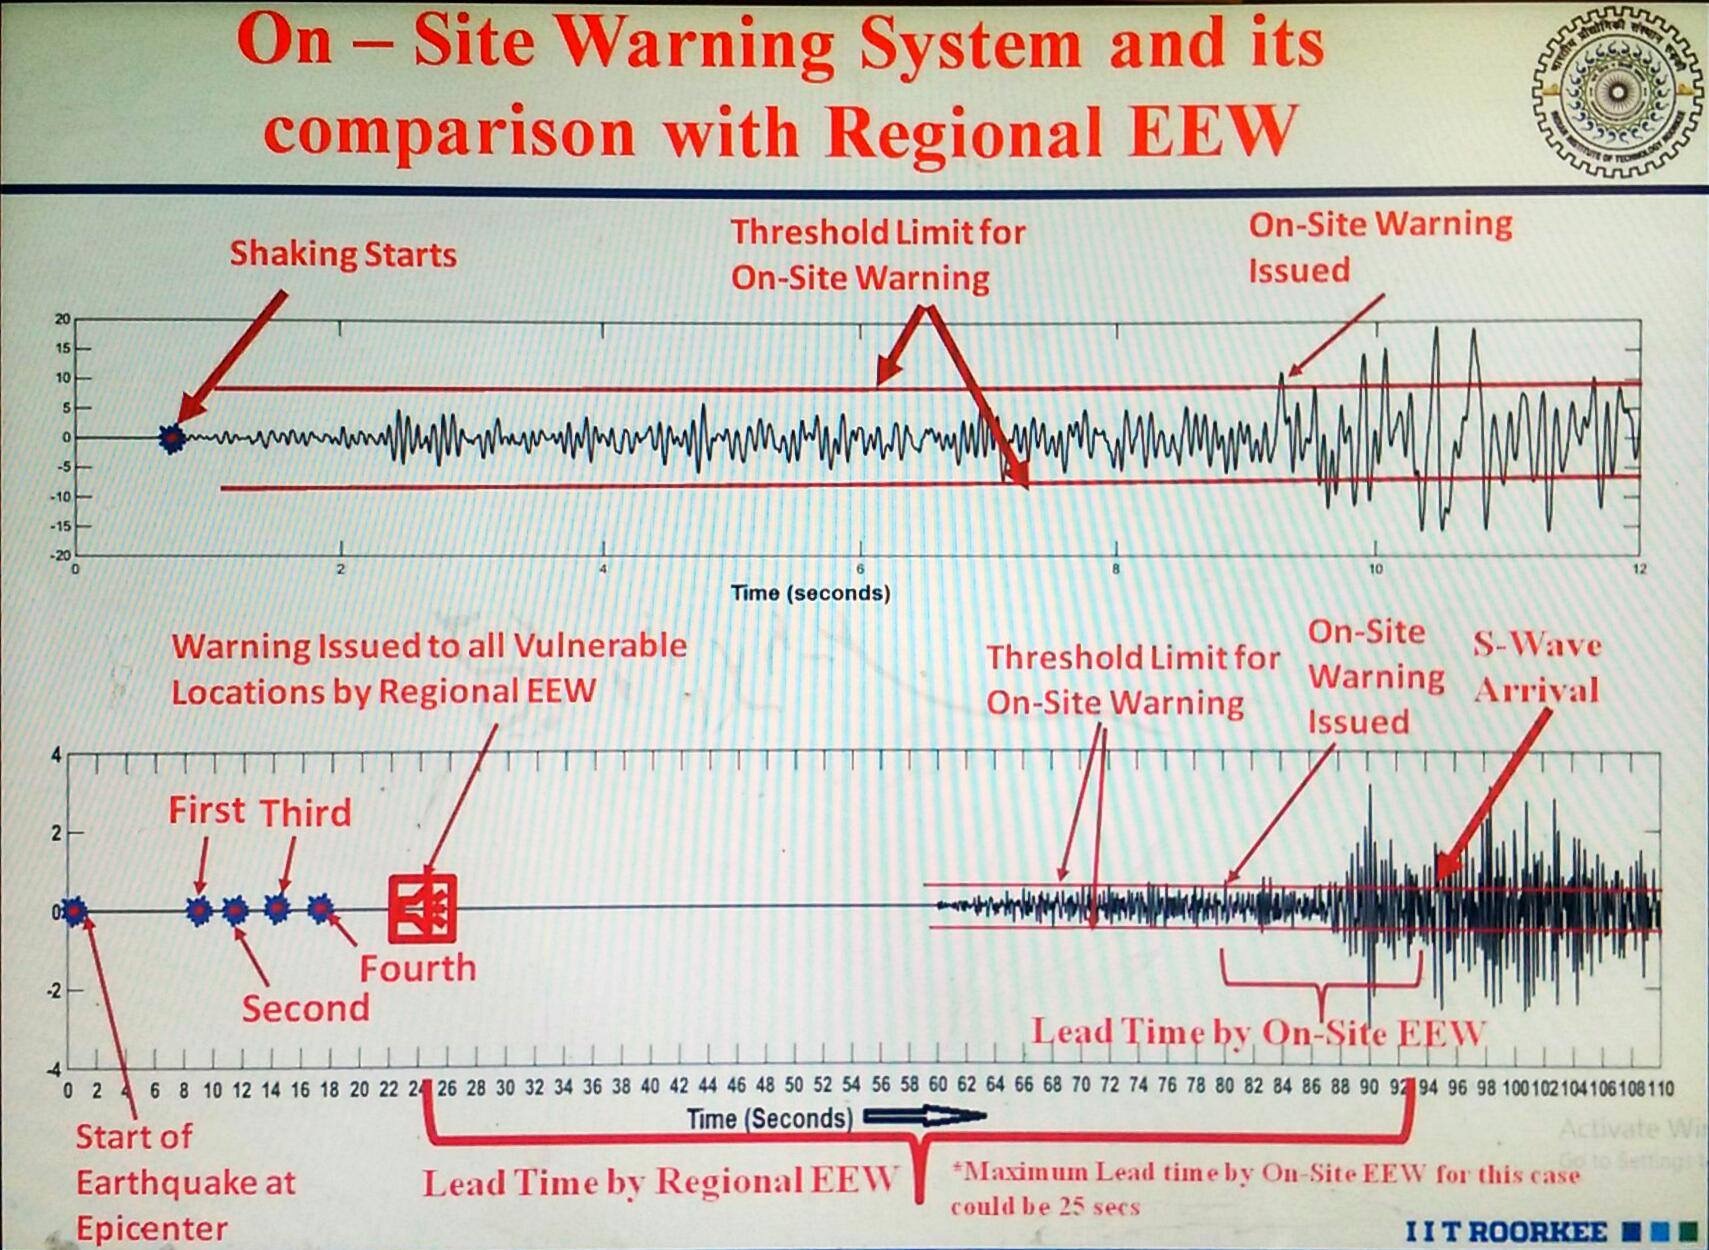 On – Site Warning System and its
comparison with Regional EEW
भारतीय प्रौद्योगिकी संस्थान रुड़की
INDIAN INSTITUTE OF TECHNOLOGY ROORKEE
Shaking Starts
Threshold Limit for
On-Site Warning
On-Site Warning
Issued
20
15
10
5
0
-5
-10
-15
-20
0 2 4 6 8 10 12
Time (seconds)
Warning Issued to all Vulnerable
Locations by Regional EEW
Threshold Limit for
On-Site Warning
On-Site
Warning
Issued
S-Wave
Arrival
4
2
0
-2
-4
First Third
Fourth
Second
Lead Time by On-Site EEW
0 2 4 6 8 10 12 14 16 18 20 22 24 26 28 30 32 34 36 38 40 42 44 46 48 50 52 54 56 58 60 62 64 66 68 70 72 74 76 78 80 82 84 86 88 90 92 94 96 98 100 102 104 106 108 110
Time (Seconds)
Start of
Earthquake at
Epicenter
Lead Time by Regional EEW
*Maximum Lead time by On-Site EEW for this case
could be 25 secs
Activate Wi
Go to Settings
I I T ROORKEE